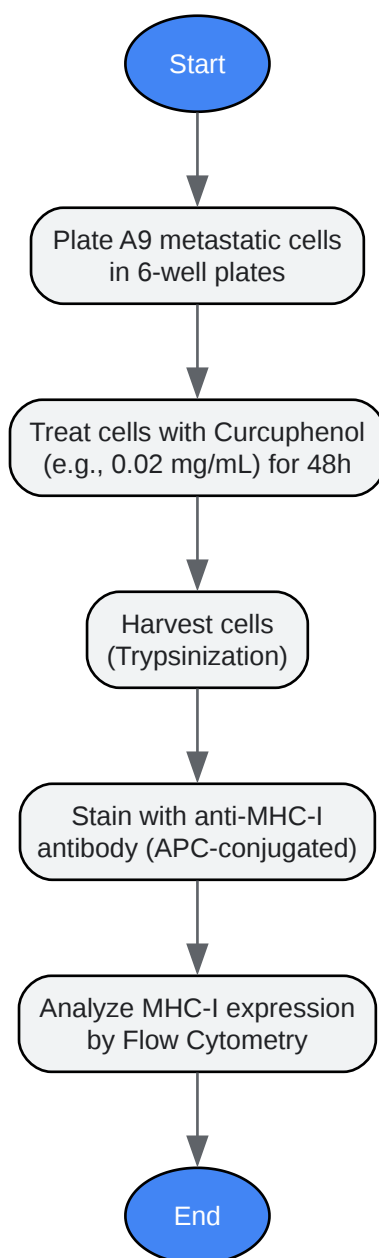 Start
Plate A9 metastatic cells
in 6-well plates
Treat cells with Curcuphenol
(e.g., 0.02 mg/mL) for 48h
Harvest cells
(Trypsinization)
Stain with anti-MHC-I
antibody (APC-conjugated)
Analyze MHC-I expression
by Flow Cytometry
End